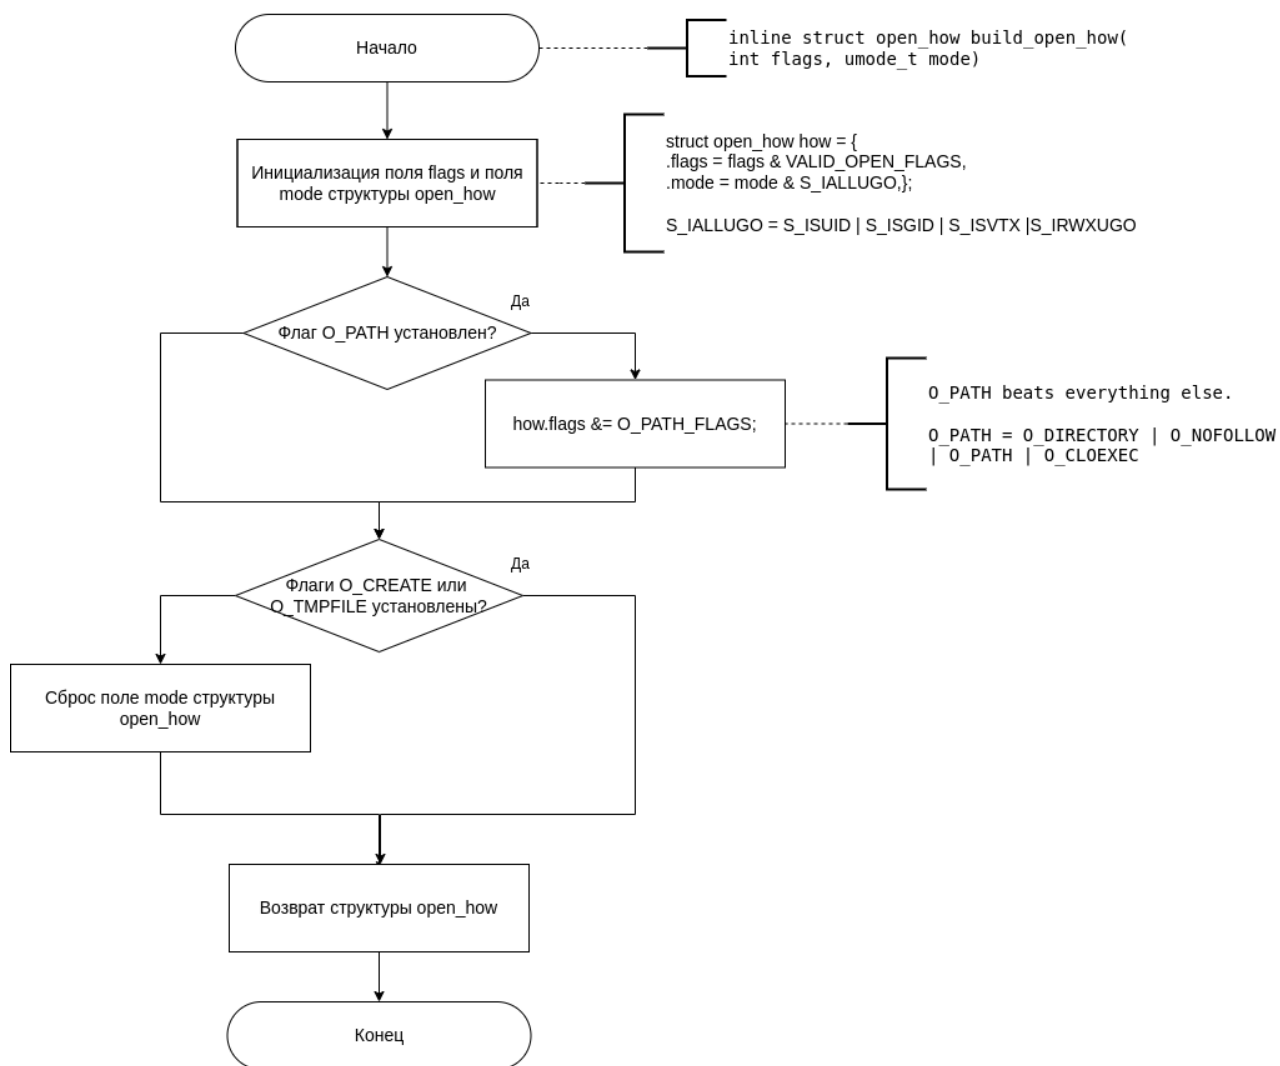 Начало
inline struct open_how build_open_how(
int flags, umode_t mode)
Инициализация поля flags и поля
mode структуры open_how
struct open_how how = {
.flags = flags & VALID_OPEN_FLAGS,
.mode = mode & S_IALLUGO,};
S_IALLUGO = S_ISUID | S_ISGID | S_ISVTX |S_IRWXUGO
Да
Флаг O_PATH установлен?
how.flags &= O_PATH_FLAGS;
O_PATH beats everything else.
O_PATH = O_DIRECTORY | O_NOFOLLOW
| O_PATH | O_CLOEXEC
Да
Флаги O_CREATE или
O_TMPFILE установлены?
Сброс поле mode структуры
open_how
Возврат структуры open_how
Конец